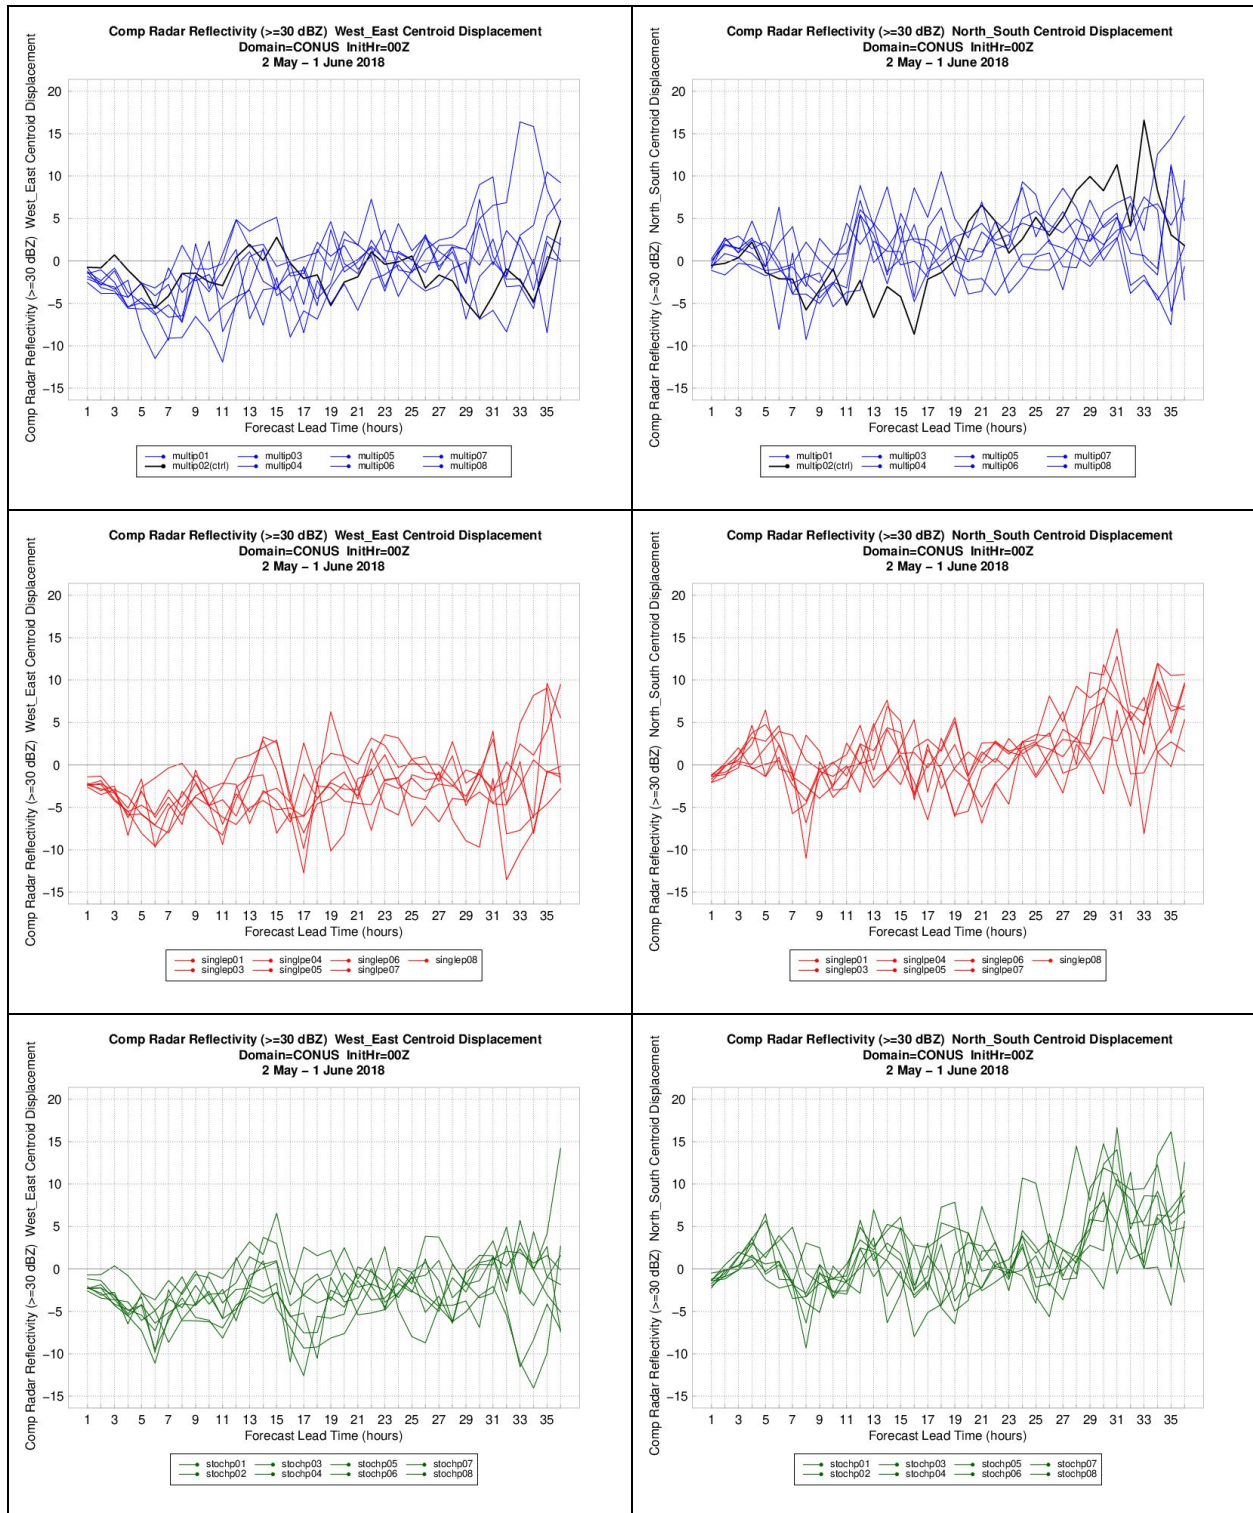 Comp Radar Reflectivity (>=30 dBZ) West_East Centroid Displacement
Domain=CONUS InitHr=00Z
2 May − 1 June 2018
Comp Radar Reflectivity (>=30 dBZ) West_East Centroid Displacement
20
15
10
5
0
−5
−10
−15
1 3 5 7 9 11 13 15 17 19 21 23 25 27 29 31 33 35
Forecast Lead Time (hours)
multip01 multip03 multip05 multip07
multip02(ctrl) multip04 multip06 multip08
Comp Radar Reflectivity (>=30 dBZ) North_South Centroid Displacement
Domain=CONUS InitHr=00Z
2 May − 1 June 2018
Comp Radar Reflectivity (>=30 dBZ) North_South Centroid Displacement
20
15
10
5
0
−5
−10
−15
1 3 5 7 9 11 13 15 17 19 21 23 25 27 29 31 33 35
Forecast Lead Time (hours)
multip01 multip03 multip05 multip07
multip02(ctrl) multip04 multip06 multip08
Comp Radar Reflectivity (>=30 dBZ) West_East Centroid Displacement
Domain=CONUS InitHr=00Z
2 May − 1 June 2018
Comp Radar Reflectivity (>=30 dBZ) West_East Centroid Displacement
20
15
10
5
0
−5
−10
−15
1 3 5 7 9 11 13 15 17 19 21 23 25 27 29 31 33 35
Forecast Lead Time (hours)
singlep01 singlpe04 singlep06 singlep08
singlep03 singlpe05 singlpe07
Comp Radar Reflectivity (>=30 dBZ) North_South Centroid Displacement
Domain=CONUS InitHr=00Z
2 May − 1 June 2018
Comp Radar Reflectivity (>=30 dBZ) North_South Centroid Displacement
20
15
10
5
0
−5
−10
−15
1 3 5 7 9 11 13 15 17 19 21 23 25 27 29 31 33 35
Forecast Lead Time (hours)
singlep01 singlpe04 singlep06 singlep08
singlep03 singlpe05 singlpe07
Comp Radar Reflectivity (>=30 dBZ) West_East Centroid Displacement
Domain=CONUS InitHr=00Z
2 May − 1 June 2018
Comp Radar Reflectivity (>=30 dBZ) West_East Centroid Displacement
20
15
10
5
0
−5
−10
−15
1 3 5 7 9 11 13 15 17 19 21 23 25 27 29 31 33 35
Forecast Lead Time (hours)
stochp01 stochp03 stochp05 stochp07
stochp02 stochp04 stochp06 stochp08
Comp Radar Reflectivity (>=30 dBZ) North_South Centroid Displacement
Domain=CONUS InitHr=00Z
2 May − 1 June 2018
Comp Radar Reflectivity (>=30 dBZ) North_South Centroid Displacement
20
15
10
5
0
−5
−10
−15
1 3 5 7 9 11 13 15 17 19 21 23 25 27 29 31 33 35
Forecast Lead Time (hours)
stochp01 stochp03 stochp05 stochp07
stochp02 stochp04 stochp06 stochp08